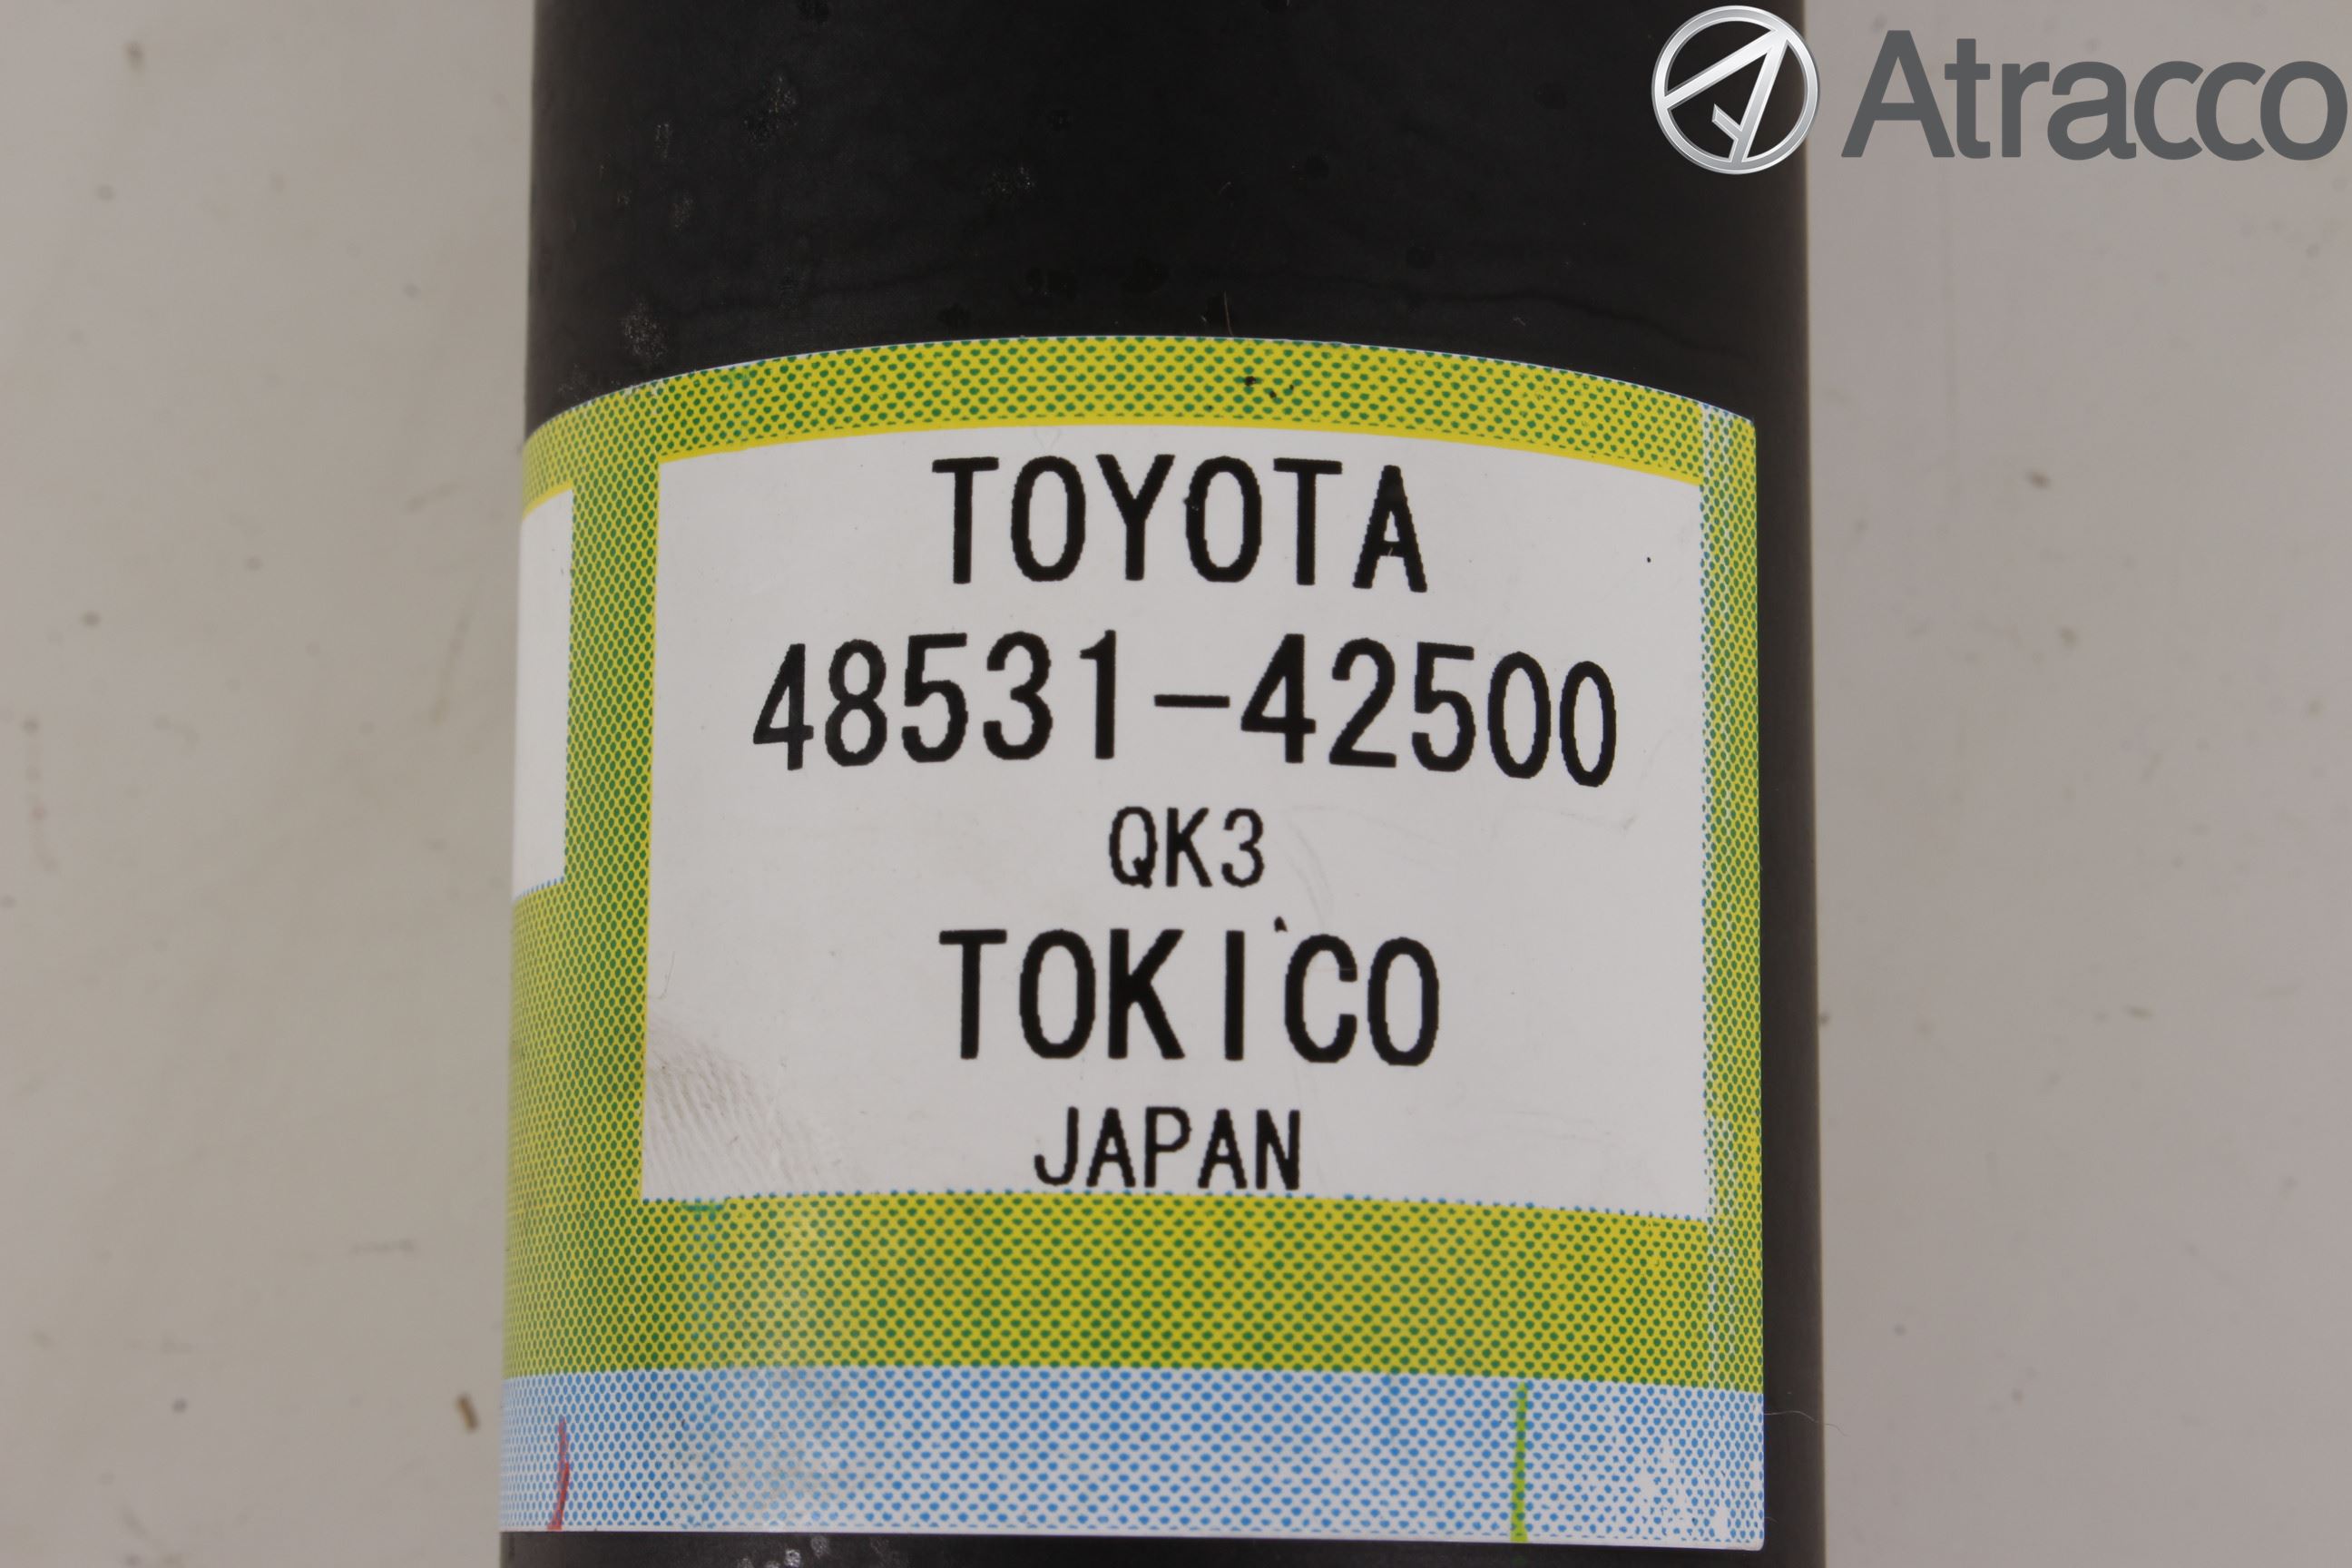 Atracco
TOYOTA
48531-42500
QK3
TOKICO
JAPAN